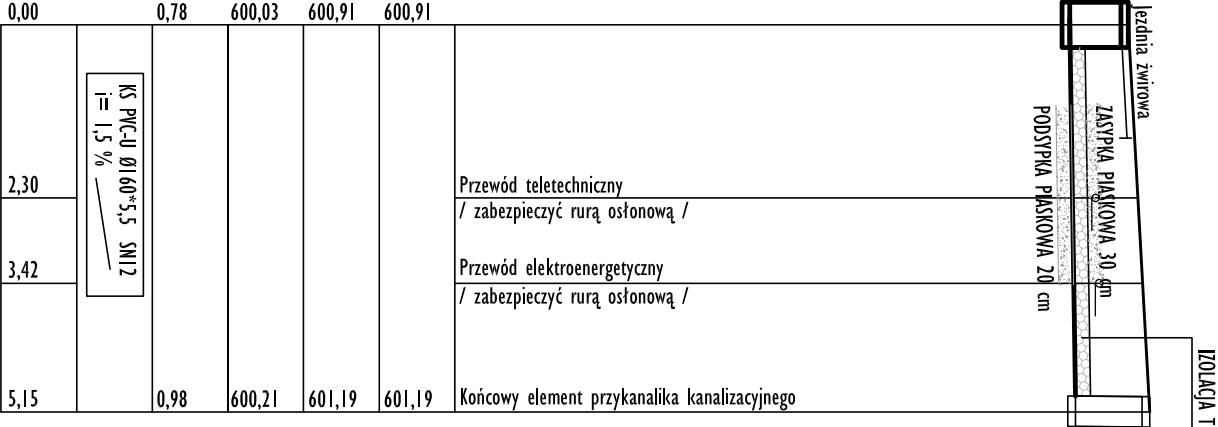 0,00 0,78 600,03 600,91 600,91
Jezdnia żwirowa
KS PVC-U Ø160*5,5 SN12
i= 1,5 %
ZASYPKA PIASKOWA 30 cm
PODSYPKA PIASKOWA 20 cm
2,30 Przewód teletechniczny
/ zabezpieczyć rurą osłonową /
3,42 Przewód elektroenergetyczny
/ zabezpieczyć rurą osłonową /
IZOLACJA T
5,15 0,98 600,21 601,19 601,19 Końcowy element przykanalika kanalizacyjnego